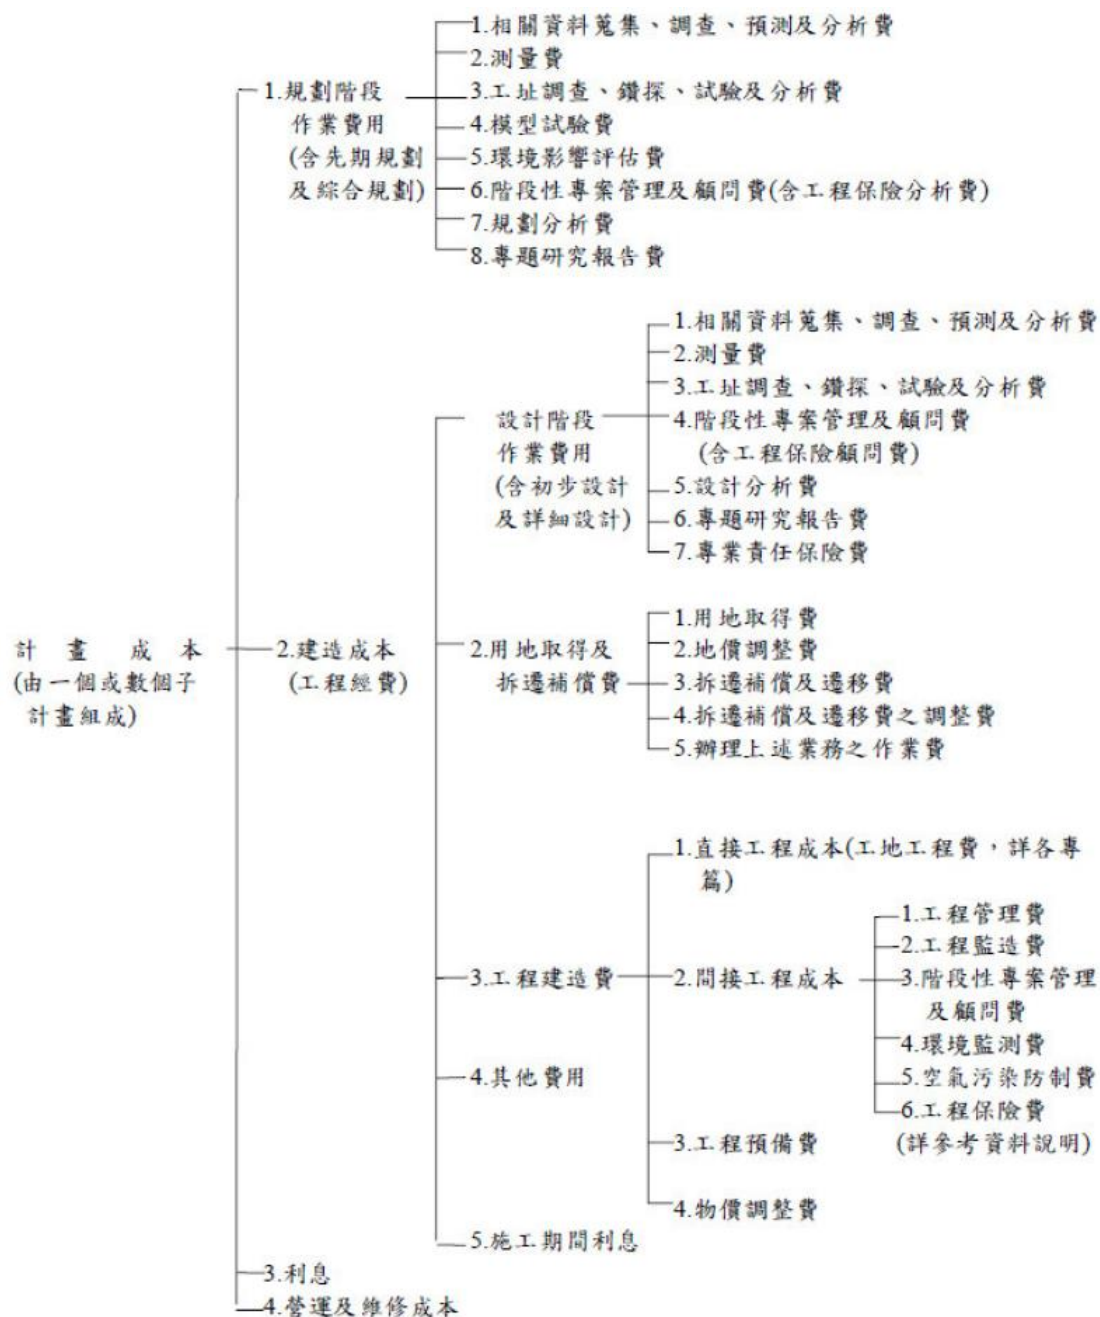 計畫成本
(由一個或數個子
計畫組成)
1.規劃階段
作業費用
(含先期規劃
及綜合規劃)
1.相關資料蒐集、調查、預測及分析費
2.測量費
3.工址調查、鑽探、試驗及分析費
4.模型試驗費
5.環境影響評估費
6.階段性專案管理及顧問費(含工程保險分析費)
7.規劃分析費
8.專題研究報告費
2.建造成本
(工程經費)
設計階段
作業費用
(含初步設計
及詳細設計)
1.相關資料蒐集、調查、預測及分析費
2.測量費
3.工址調查、鑽探、試驗及分析費
4.階段性專案管理及顧問費
(含工程保險顧問費)
5.設計分析費
6.專題研究報告費
7.專業責任保險費
2.用地取得及
拆遷補償費
1.用地取得費
2.地價調整費
3.拆遷補償及遷移費
4.拆遷補償及遷移費之調整費
5.辦理上述業務之作業費
3.工程建造費
1.直接工程成本(工地工程費，詳各專
篇)
2.間接工程成本
1.工程管理費
2.工程監造費
3.階段性專案管理
及顧問費
4.環境監測費
5.空氣污染防制費
6.工程保險費
(詳參考資料說明)
3.工程預備費
4.物價調整費
4.其他費用
5.施工期間利息
3.利息
4.營運及維修成本